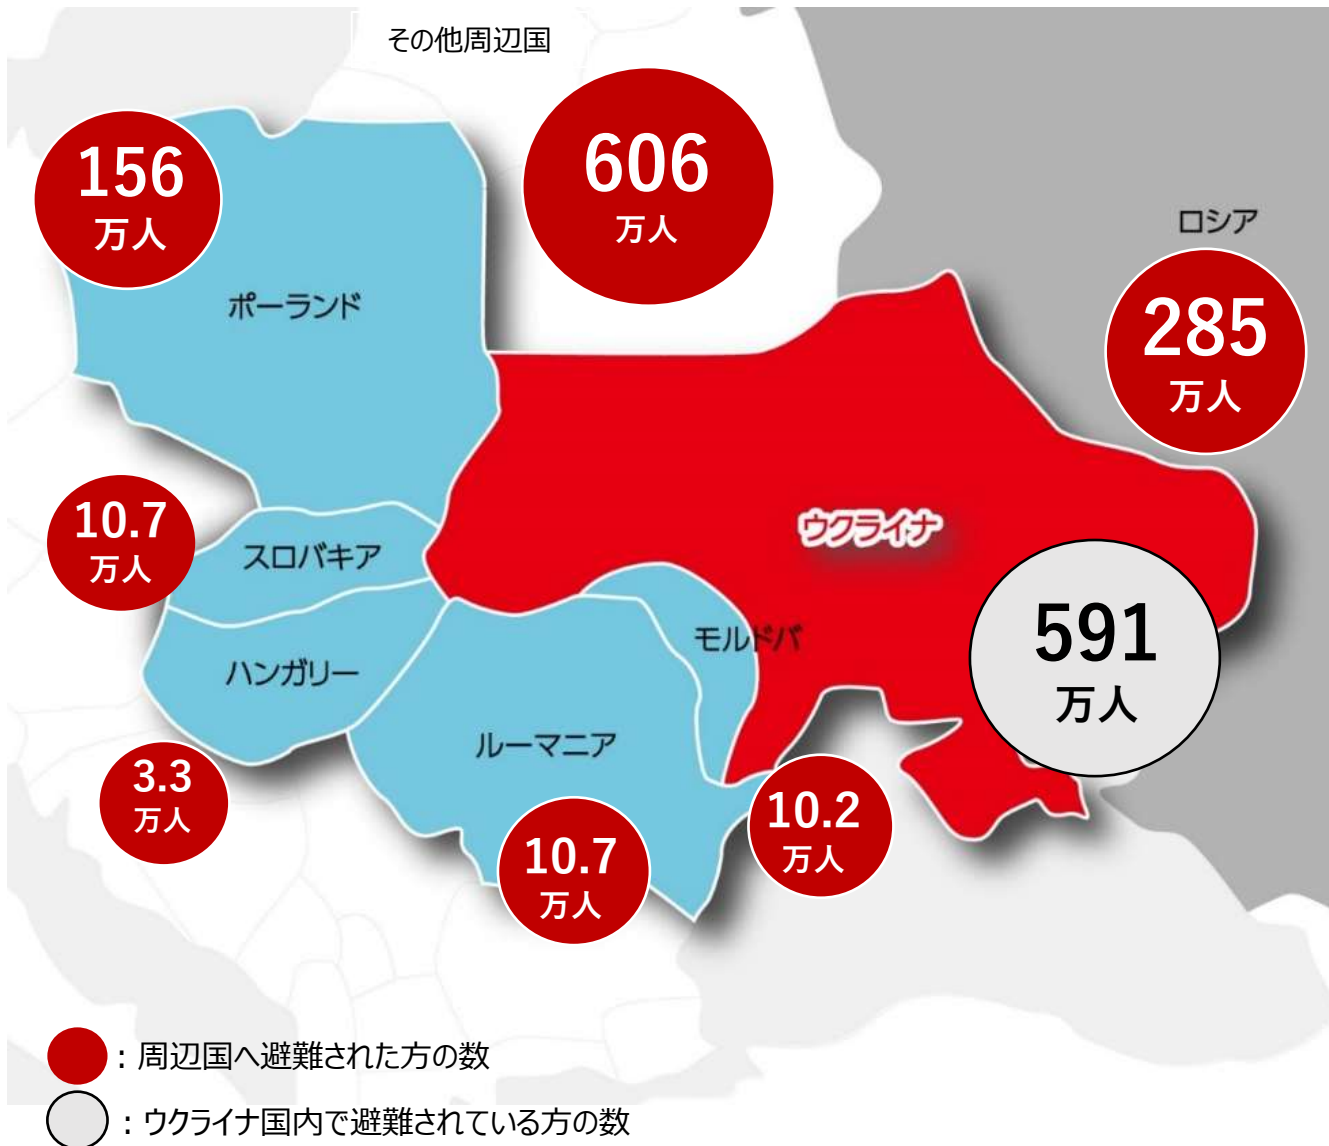 その他周辺国
606
万人
156
万人
ポーランド
ロシア
285
万人
10.7
万人
スロバキア
ウクライナ
591
万人
モルドバ
ハンガリー
ルーマニア
3.3
万人
10.7
万人
10.2
万人
：周辺国へ避難された方の数
：ウクライナ国内で避難されている方の数